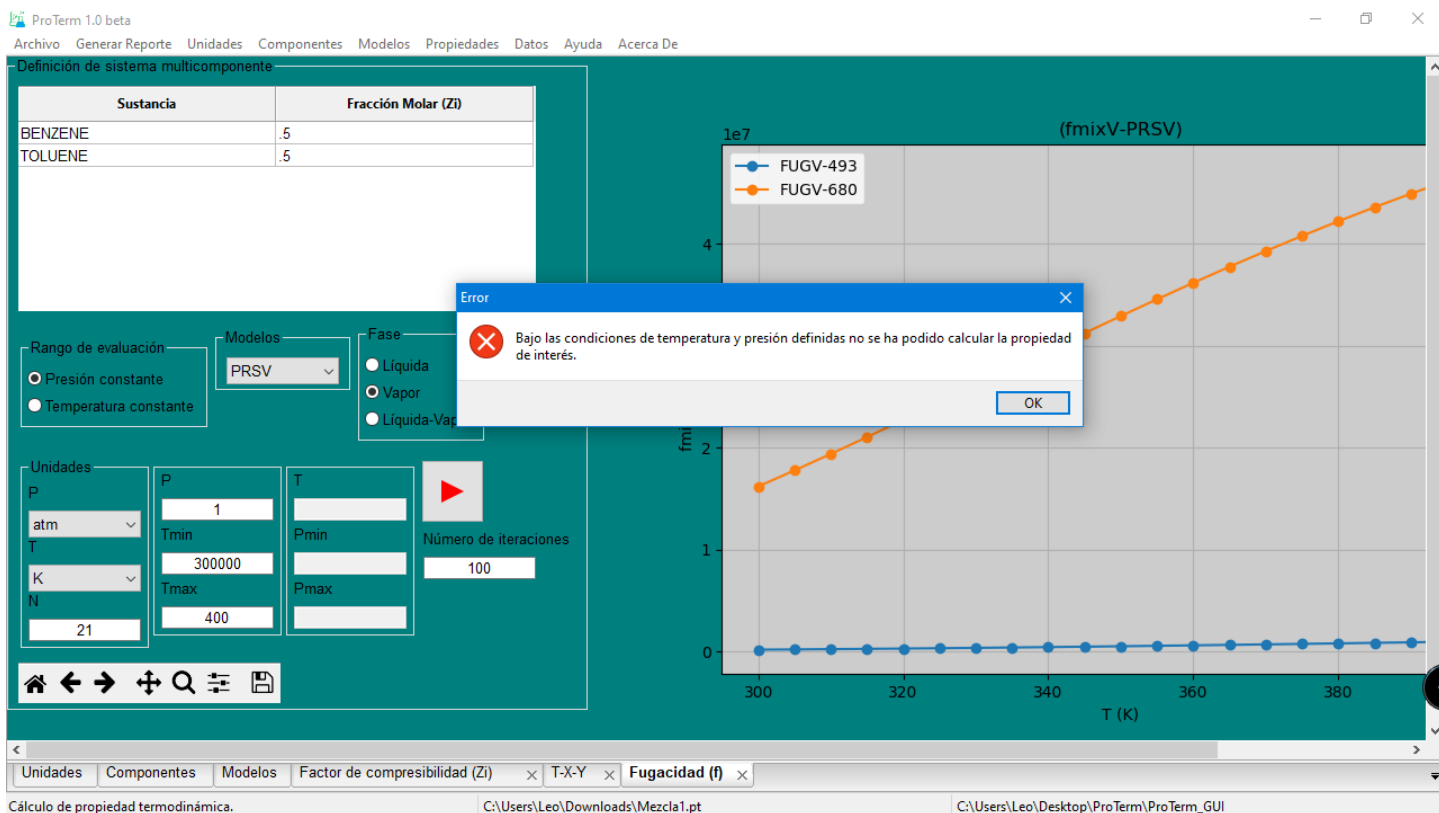 ProTerm 1.0 beta
Archivo Generar Reporte Unidades Componentes Modelos Propiedades Datos Ayuda Acerca De
Definición de sistema multicomponente
Sustancia Fracción Molar (Zi)
BENZENE .5
TOLUENE .5
Rango de evaluación
Presión constante
Temperatura constante
Modelos
PRSV
Fase
Líquida
Vapor
Líquida-Vap
Unidades
P
atm
T
K
N
21
P
1
Tmin
300000
Tmax
400
T
Pmin
Pmax
Número de iteraciones
100
1e7
(fmixV-PRSV)
FUGV-493
FUGV-680
4
2
1
0
300 320 340 360 380
T (K)
Error
Bajo las condiciones de temperatura y presión definidas no se ha podido calcular la propiedad
de interés.
OK
Unidades Componentes Modelos Factor de compresibilidad (Zi) T-X-Y Fugacidad (f)
Cálculo de propiedad termodinámica. C:\Users\Leo\Downloads\Mezcla1.pt C:\Users\Leo\Desktop\ProTerm\ProTerm_GUI